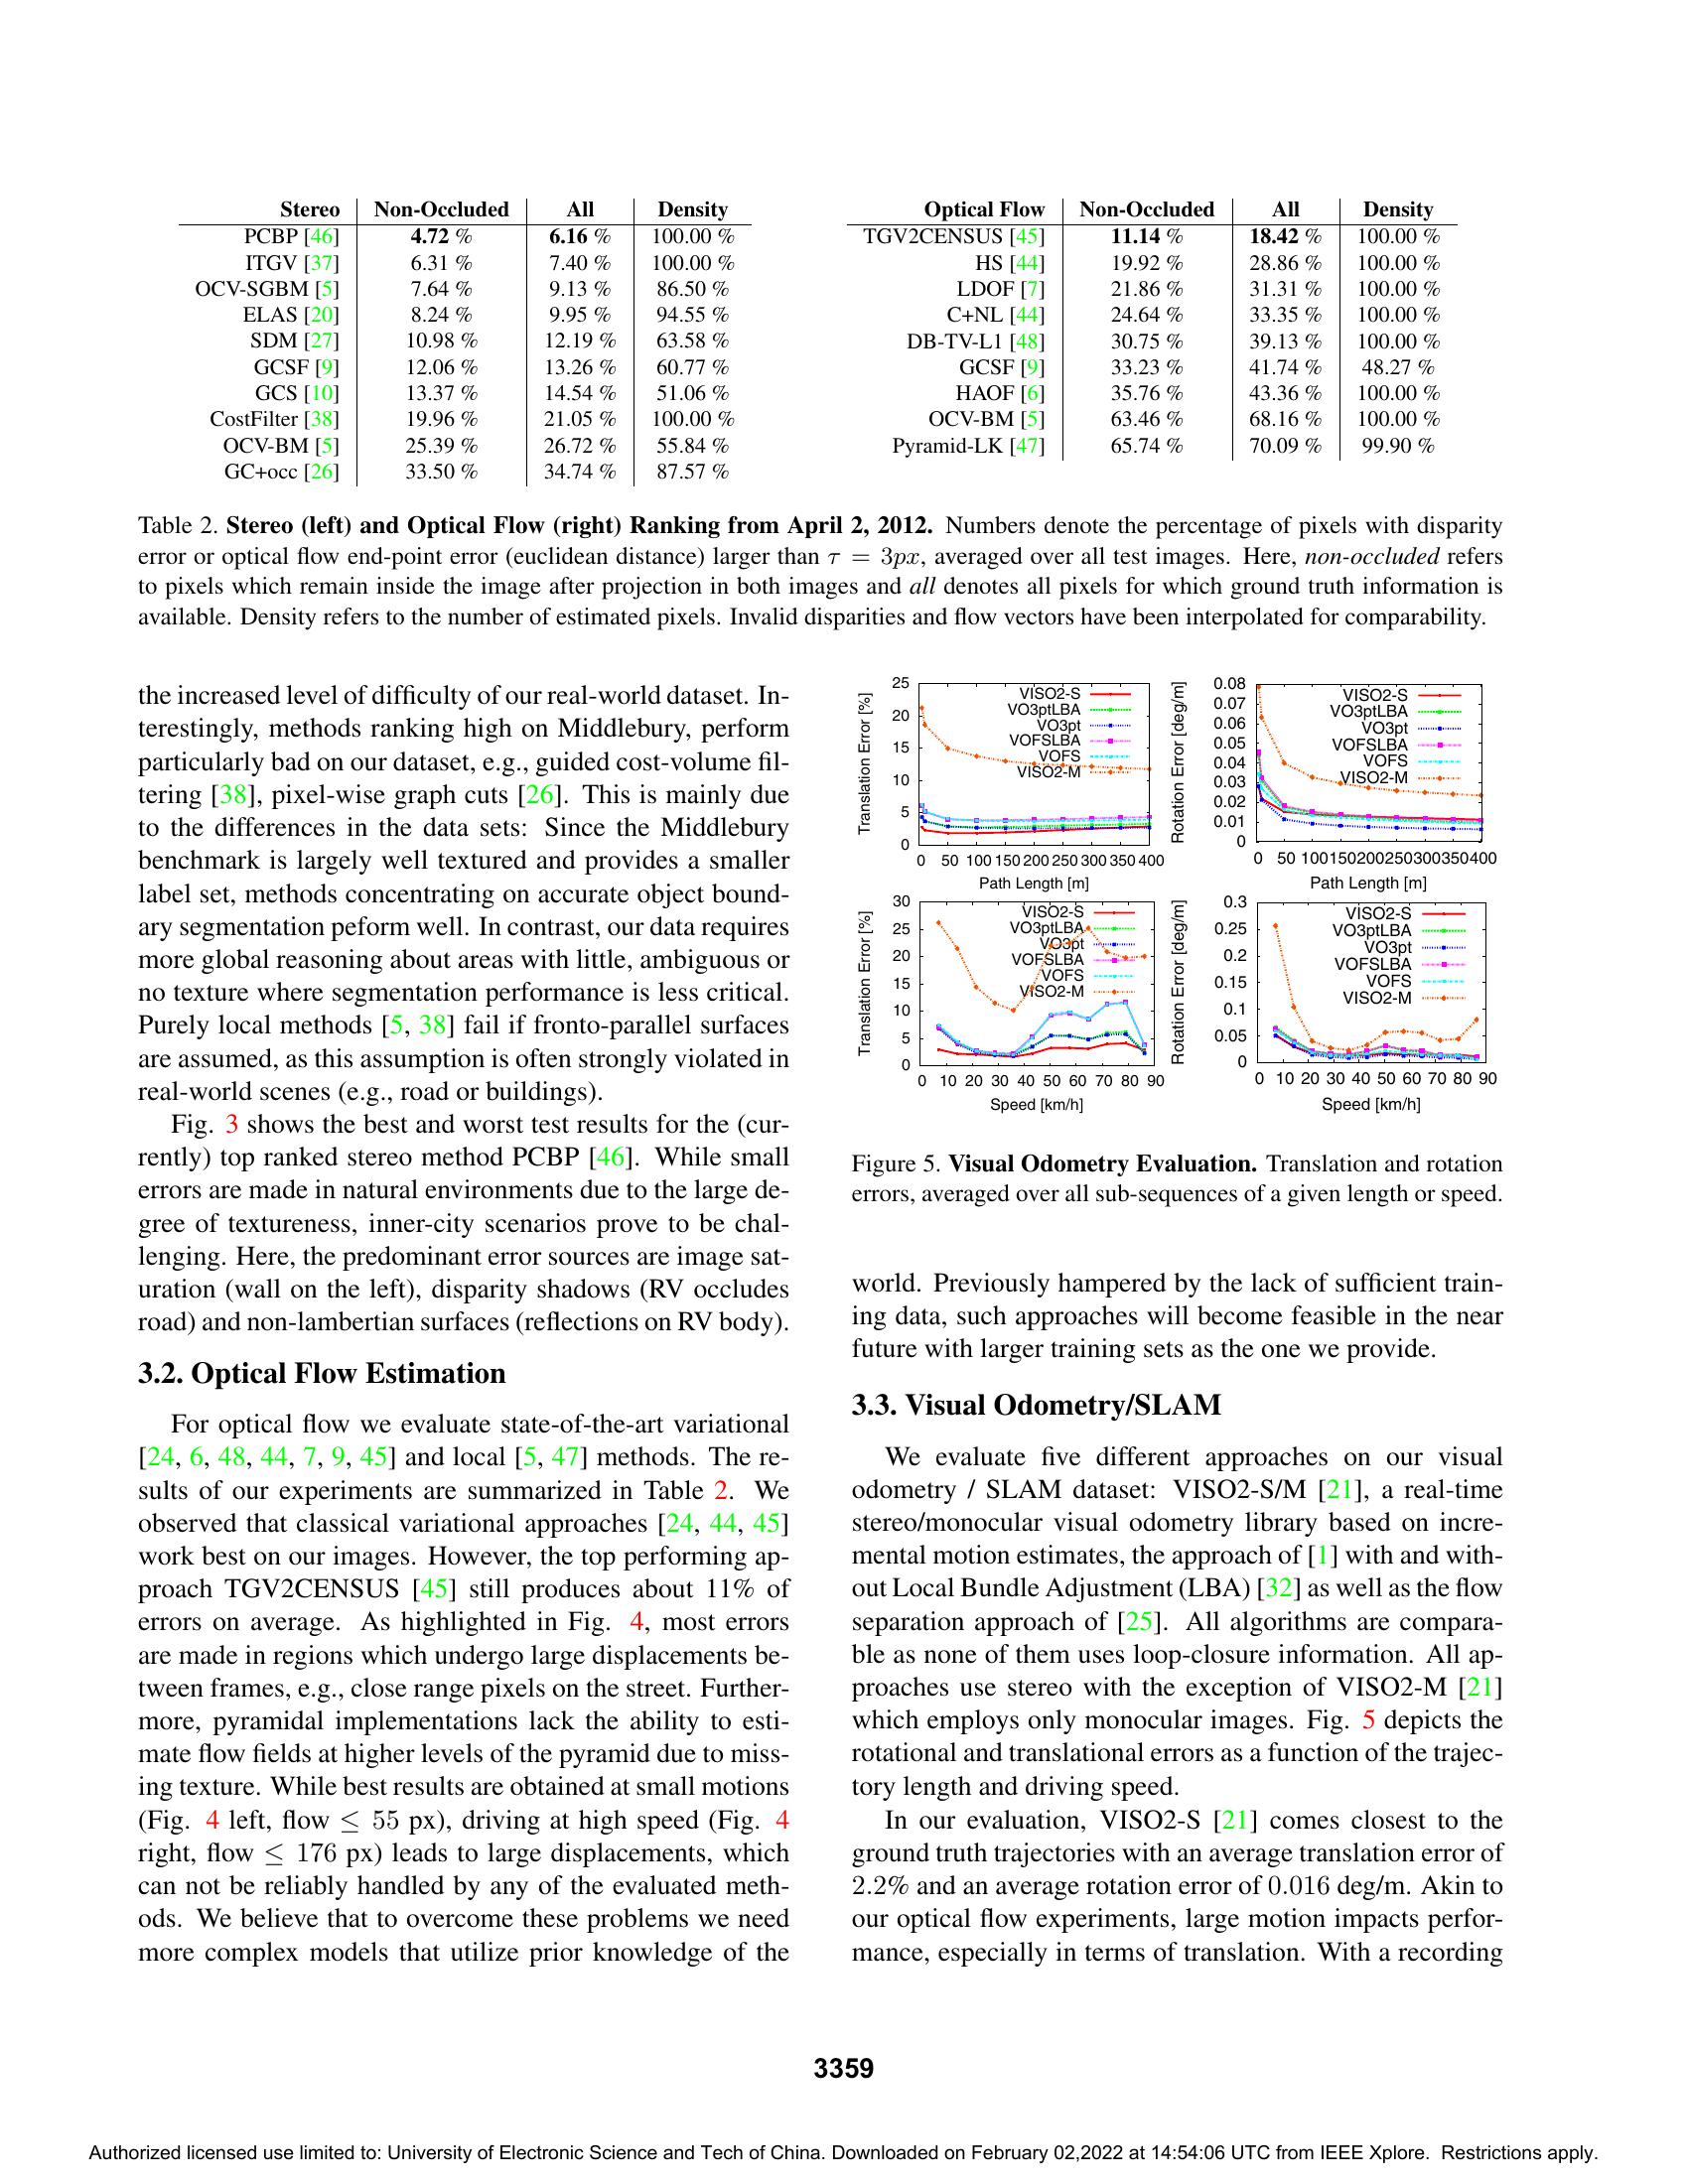 Stereo Non-Occluded All Density
PCBP [46] 4.72 % 6.16 % 100.00 %
ITGV [37] 6.31 % 7.40 % 100.00 %
OCV-SGBM [5] 7.64 % 9.13 % 86.50 %
ELAS [20] 8.24 % 9.95 % 94.55 %
SDM [27] 10.98 % 12.19 % 63.58 %
GCSF [9] 12.06 % 13.26 % 60.77 %
GCS [10] 13.37 % 14.54 % 51.06 %
CostFilter [38] 19.96 % 21.05 % 100.00 %
OCV-BM [5] 25.39 % 26.72 % 55.84 %
GC+occ [26] 33.50 % 34.74 % 87.57 %
Optical Flow Non-Occluded All Density
TGV2CENSUS [45] 11.14 % 18.42 % 100.00 %
HS [44] 19.92 % 28.86 % 100.00 %
LDOF [7] 21.86 % 31.31 % 100.00 %
C+NL [44] 24.64 % 33.35 % 100.00 %
DB-TV-L1 [48] 30.75 % 39.13 % 100.00 %
GCSF [9] 33.23 % 41.74 % 48.27 %
HAOF [6] 35.76 % 43.36 % 100.00 %
OCV-BM [5] 63.46 % 68.16 % 100.00 %
Pyramid-LK [47] 65.74 % 70.09 % 99.90 %
Table 2. Stereo (left) and Optical Flow (right) Ranking from April 2, 2012. Numbers denote the percentage of pixels with disparity
error or optical flow end-point error (euclidean distance) larger than τ = 3px, averaged over all test images. Here, non-occluded refers
to pixels which remain inside the image after projection in both images and all denotes all pixels for which ground truth information is
available. Density refers to the number of estimated pixels. Invalid disparities and flow vectors have been interpolated for comparability.
the increased level of difficulty of our real-world dataset. In-
terestingly, methods ranking high on Middlebury, perform
particularly bad on our dataset, e.g., guided cost-volume fil-
tering [38], pixel-wise graph cuts [26]. This is mainly due
to the differences in the data sets: Since the Middlebury
benchmark is largely well textured and provides a smaller
label set, methods concentrating on accurate object bound-
ary segmentation peform well. In contrast, our data requires
more global reasoning about areas with little, ambiguous or
no texture where segmentation performance is less critical.
Purely local methods [5, 38] fail if fronto-parallel surfaces
are assumed, as this assumption is often strongly violated in
real-world scenes (e.g., road or buildings).
Fig. 3 shows the best and worst test results for the (cur-
rently) top ranked stereo method PCBP [46]. While small
errors are made in natural environments due to the large de-
gree of textureness, inner-city scenarios prove to be chal-
lenging. Here, the predominant error sources are image sat-
uration (wall on the left), disparity shadows (RV occludes
road) and non-lambertian surfaces (reflections on RV body).
3.2. Optical Flow Estimation
For optical flow we evaluate state-of-the-art variational
[24, 6, 48, 44, 7, 9, 45] and local [5, 47] methods. The re-
sults of our experiments are summarized in Table 2. We
observed that classical variational approaches [24, 44, 45]
work best on our images. However, the top performing ap-
proach TGV2CENSUS [45] still produces about 11% of
errors on average. As highlighted in Fig. 4, most errors
are made in regions which undergo large displacements be-
tween frames, e.g., close range pixels on the street. Further-
more, pyramidal implementations lack the ability to esti-
mate flow fields at higher levels of the pyramid due to miss-
ing texture. While best results are obtained at small motions
(Fig. 4 left, flow ≤ 55 px), driving at high speed (Fig. 4
right, flow ≤ 176 px) leads to large displacements, which
can not be reliably handled by any of the evaluated meth-
ods. We believe that to overcome these problems we need
more complex models that utilize prior knowledge of the
Translation Error [%]
25
20
15
10
5
0
VISO2-S
VO3ptLBA
VO3pt
VOFSLBA
VOFS
VISO2-M
0 50 100 150 200 250 300 350 400
Path Length [m]
Rotation Error [deg/m]
0.08
0.07
0.06
0.05
0.04
0.03
0.02
0.01
0
VISO2-S
VO3ptLBA
VO3pt
VOFSLBA
VOFS
VISO2-M
0 50 100150200250300350400
Path Length [m]
Translation Error [%]
30
25
20
15
10
5
0
VISO2-S
VO3ptLBA
VO3pt
VOFSLBA
VOFS
VISO2-M
0 10 20 30 40 50 60 70 80 90
Speed [km/h]
Rotation Error [deg/m]
0.3
0.25
0.2
0.15
0.1
0.05
0
VISO2-S
VO3ptLBA
VO3pt
VOFSLBA
VOFS
VISO2-M
0 10 20 30 40 50 60 70 80 90
Speed [km/h]
Figure 5. Visual Odometry Evaluation. Translation and rotation
errors, averaged over all sub-sequences of a given length or speed.
world. Previously hampered by the lack of sufficient train-
ing data, such approaches will become feasible in the near
future with larger training sets as the one we provide.
3.3. Visual Odometry/SLAM
We evaluate five different approaches on our visual
odometry / SLAM dataset: VISO2-S/M [21], a real-time
stereo/monocular visual odometry library based on incre-
mental motion estimates, the approach of [1] with and with-
out Local Bundle Adjustment (LBA) [32] as well as the flow
separation approach of [25]. All algorithms are compara-
ble as none of them uses loop-closure information. All ap-
proaches use stereo with the exception of VISO2-M [21]
which employs only monocular images. Fig. 5 depicts the
rotational and translational errors as a function of the trajec-
tory length and driving speed.
In our evaluation, VISO2-S [21] comes closest to the
ground truth trajectories with an average translation error of
2.2% and an average rotation error of 0.016 deg/m. Akin to
our optical flow experiments, large motion impacts perfor-
mance, especially in terms of translation. With a recording
3359
Authorized licensed use limited to: University of Electronic Science and Tech of China. Downloaded on February 02,2022 at 14:54:06 UTC from IEEE Xplore. Restrictions apply.